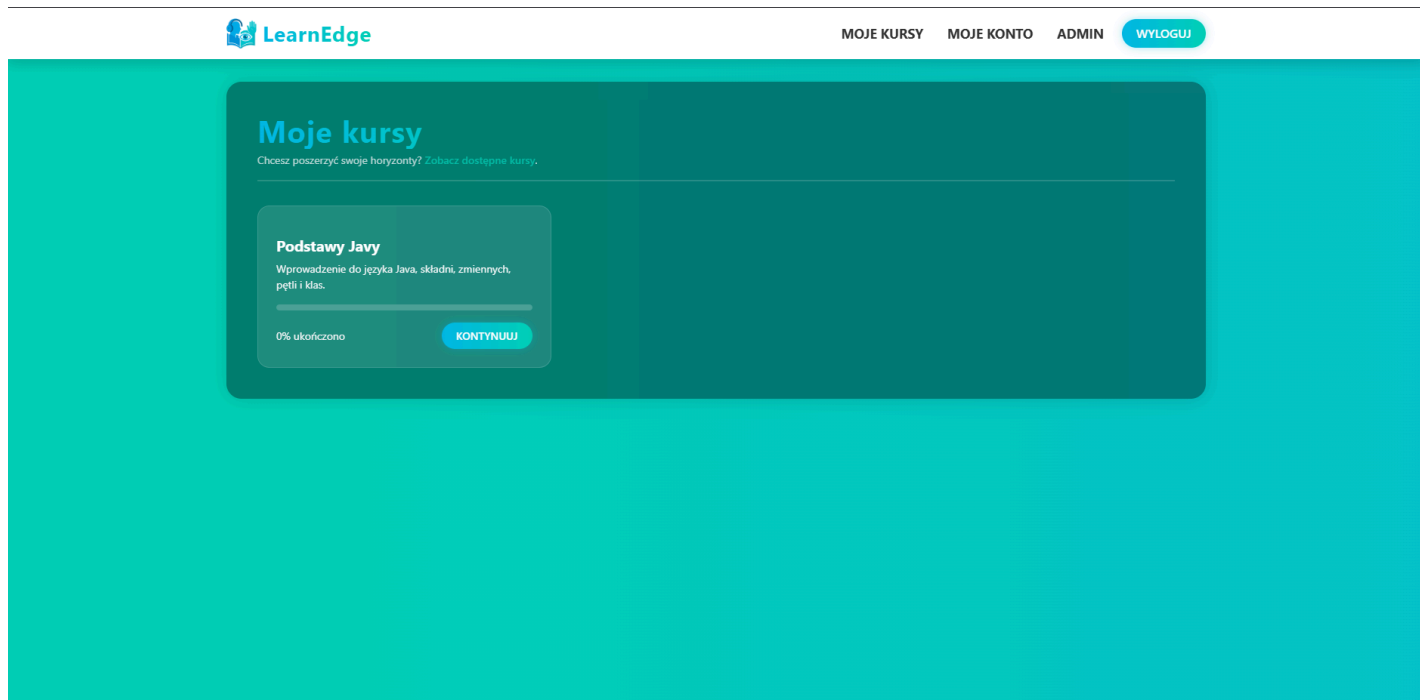 LearnEdge
MOJE KURSY MOJE KONTO ADMIN WYLOGUJ
Moje kursy
Chcesz poszerzyć swoje horyzonty? Zobacz dostępne kursy.
Podstawy Javy
Wprowadzenie do języka Java, składni, zmiennych,
pętli i klas.
0% ukończono KONTYNUUJ